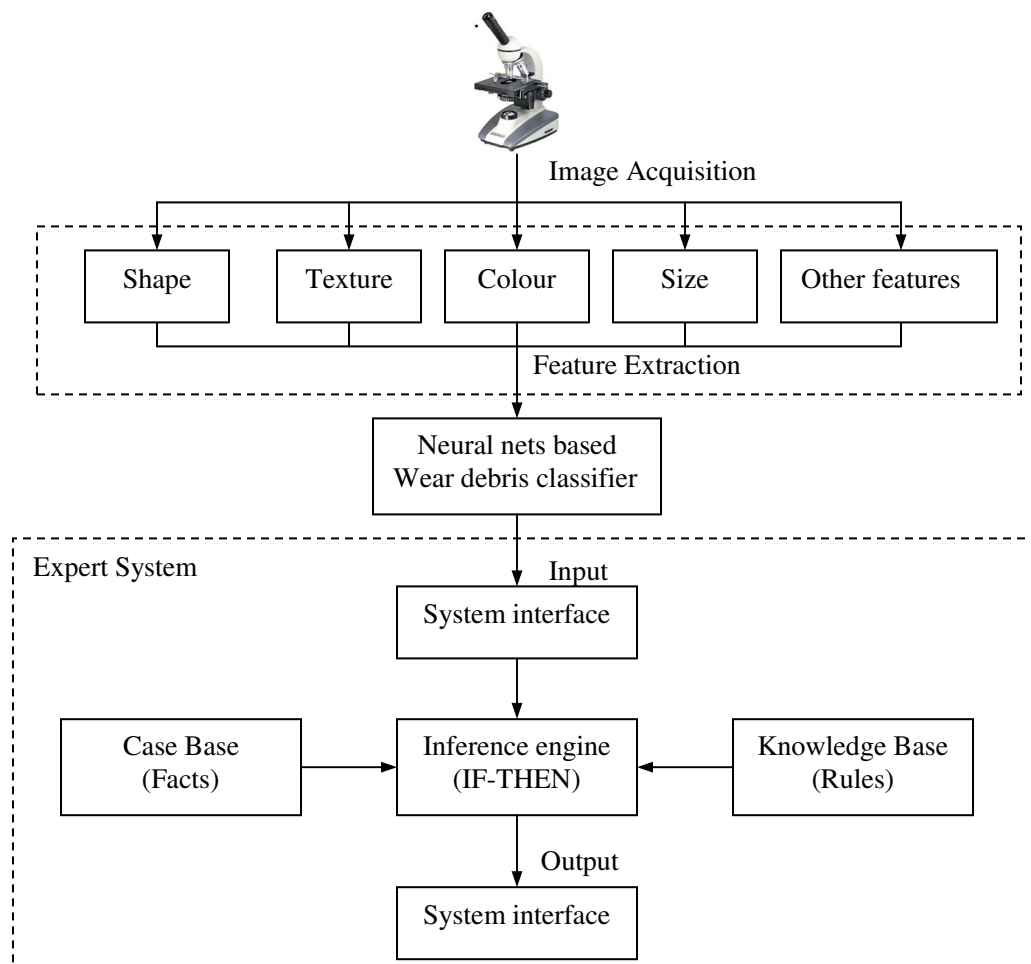 Image Acquisition
Shape
Texture
Colour
Size
Other features
Feature Extraction
Neural nets based
Wear debris classifier
Expert System
Input
System interface
Case Base
(Facts)
Inference engine
(IF-THEN)
Knowledge Base
(Rules)
Output
System interface